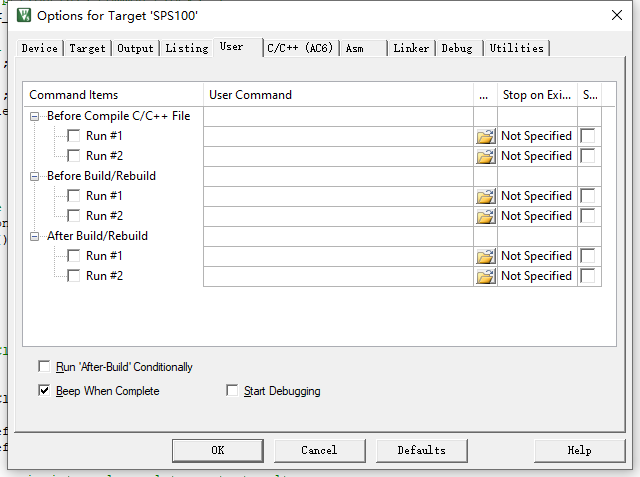 Options for Target 'SPS100'
Device Target Output Listing User C/C++ (AC6) Asm Linker Debug Utilities
Command Items User Command ... Stop on Exi... S...
Before Compile C/C++ File
Run #1 Not Specified
Run #2 Not Specified
Before Build/Rebuild
Run #1 Not Specified
Run #2 Not Specified
After Build/Rebuild
Run #1 Not Specified
Run #2 Not Specified
Run 'After-Build' Conditionally
Beep When Complete Start Debugging
OK Cancel Defaults Help